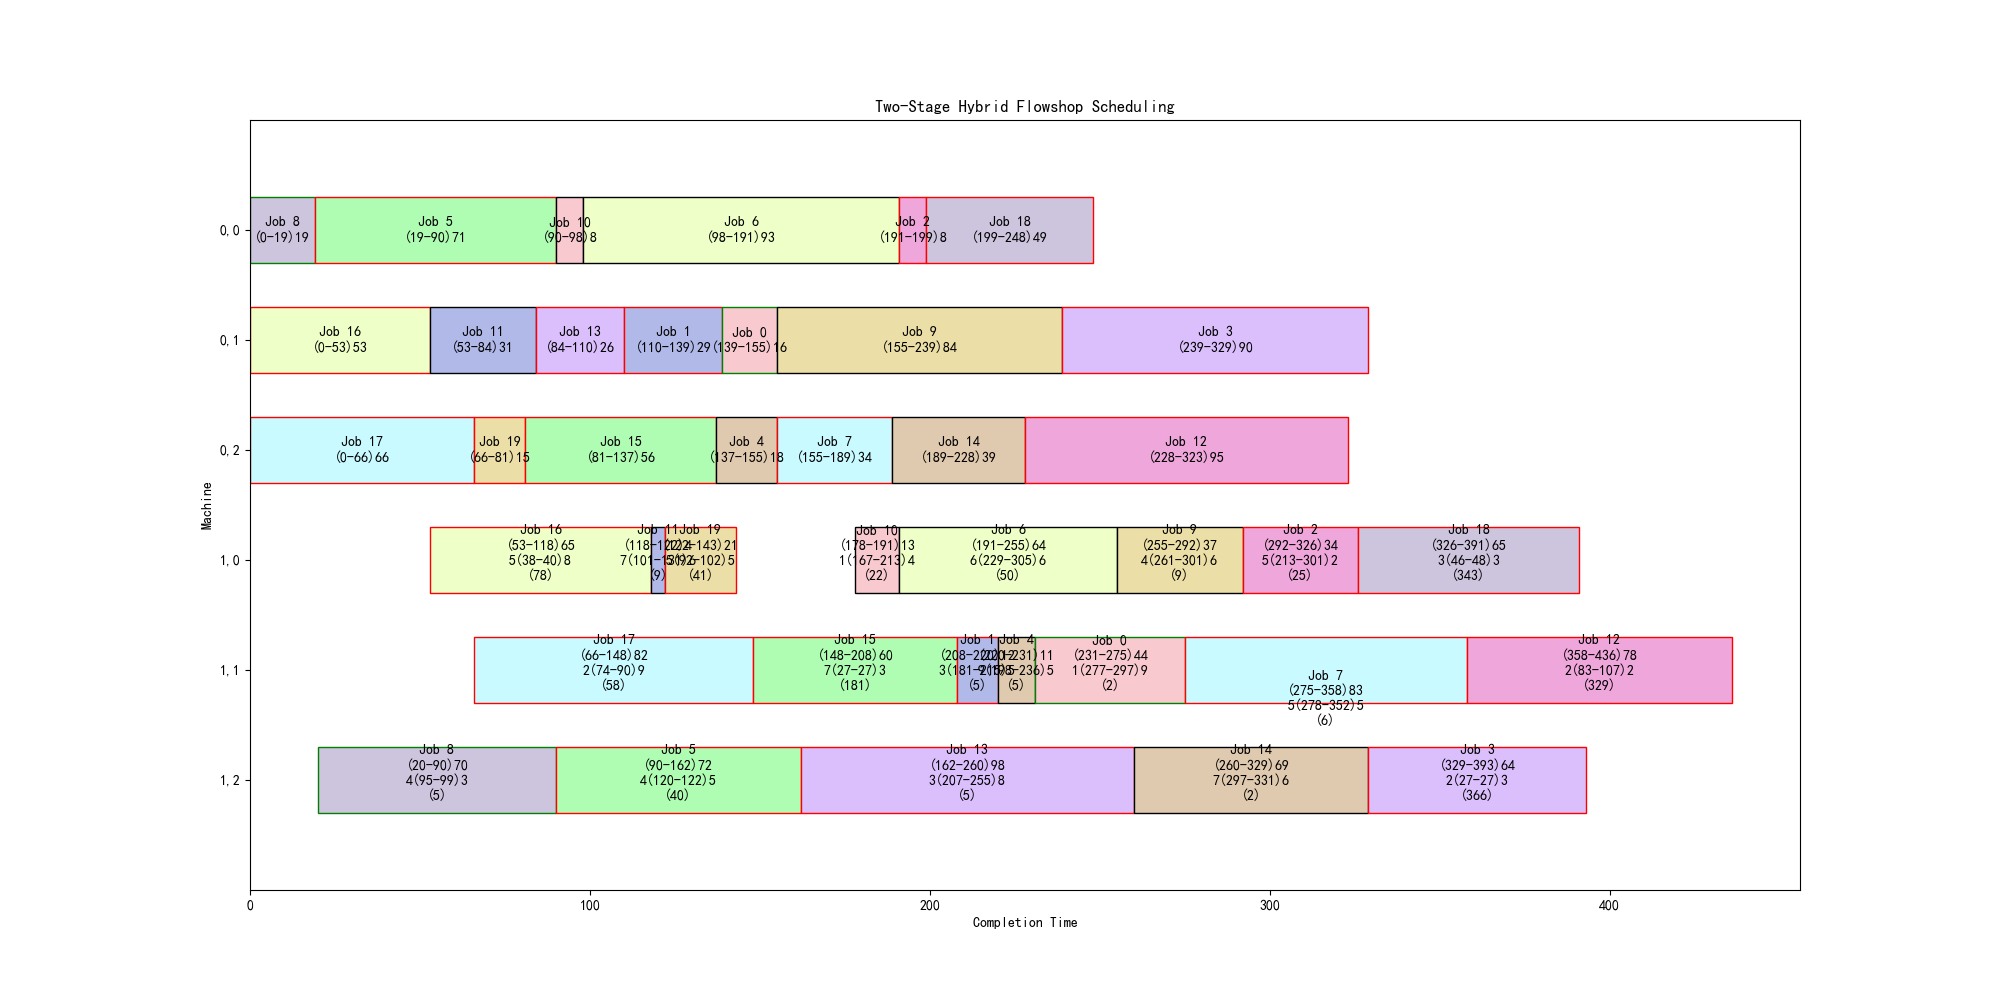 Two-Stage Hybrid Flowshop Scheduling
0,0
Job 8
(0-19)19
Job 5
(19-90)71
Job 10
(90-98)8
Job 6
(98-191)93
Job 2
(191-199)8
Job 18
(199-248)49
0,1
Job 16
(0-53)53
Job 11
(53-84)31
Job 13
(84-110)26
Job 1
(110-139)29
Job 0
(139-155)16
Job 9
(155-239)84
Job 3
(239-329)90
0,2
Job 17
(0-66)66
Job 19
(66-81)15
Job 15
(81-137)56
Job 4
(137-155)18
Job 7
(155-189)34
Job 14
(189-228)39
Job 12
(228-323)95
Machine
1,0
Job 16
(53-118)65
5(38-40)8
(78)
Job 11
(118-122)4
(9)
Job 19
(122-143)21
(41)
Job 10
(178-191)13
1(167-213)4
(22)
Job 6
(191-255)64
6(229-305)6
(50)
Job 9
(255-292)37
4(261-301)6
(9)
Job 2
(292-326)34
5(213-301)2
(25)
Job 18
(326-391)65
3(46-48)3
(343)
1,1
Job 17
(66-148)82
2(74-90)9
(58)
Job 15
(148-208)60
7(27-27)3
(181)
Job 1
(208-220)12
(5)
Job 4
(220-231)11
(5)
Job 0
(231-275)44
1(277-297)9
(2)
Job 7
(275-358)83
5(278-352)5
(6)
Job 12
(358-436)78
2(83-107)2
(329)
1,2
Job 8
(20-90)70
4(95-99)3
(5)
Job 5
(90-162)72
4(120-122)5
(40)
Job 13
(162-260)98
3(207-255)8
(5)
Job 14
(260-329)69
7(297-331)6
(2)
Job 3
(329-393)64
2(27-27)3
(366)
0
100
200
300
400
Completion Time